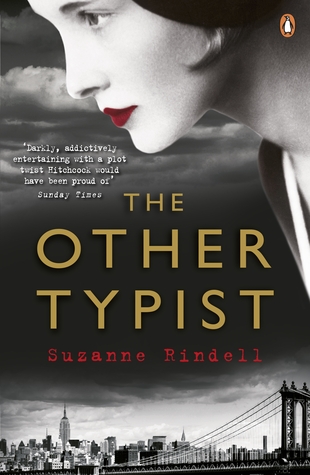 'Darkly, addictively
entertaining with a plot
twist Hitchcock would
have been proud of'
Sunday Times
THE
OTHER
TYPIST
Suzanne Rindell